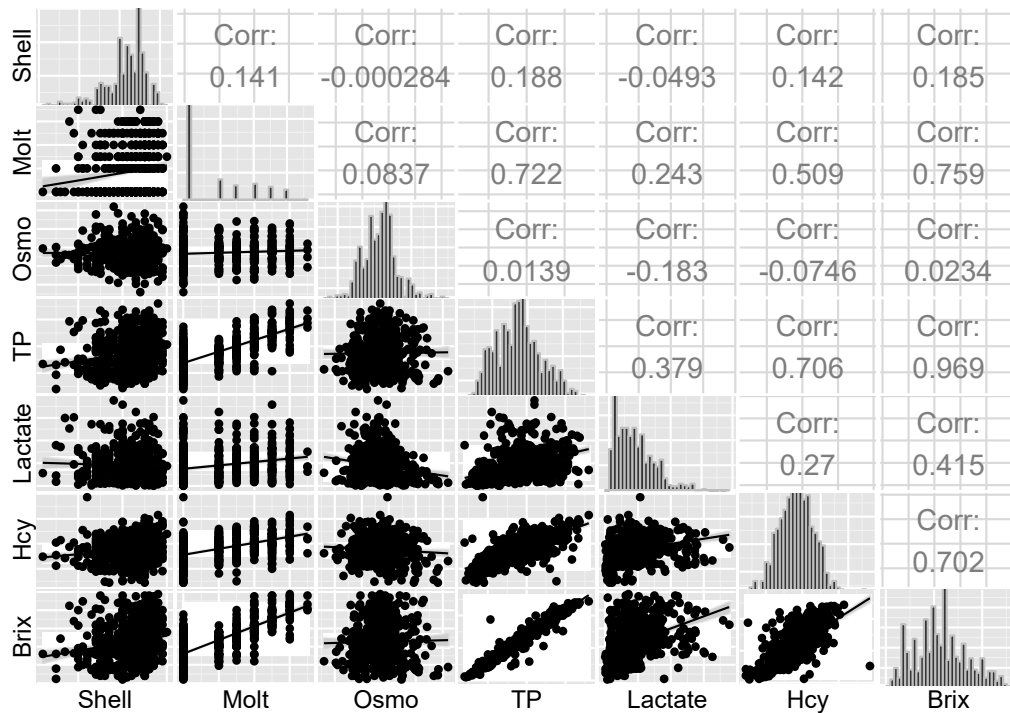 Shell
Corr: Corr: Corr: Corr: Corr: Corr:
0.141 -0.000284 0.188 -0.0493 0.142 0.185
Molt
Corr: Corr: Corr: Corr: Corr:
0.0837 0.722 0.243 0.509 0.759
Osmo
Corr: Corr: Corr: Corr:
0.0139 -0.183 -0.0746 0.0234
TP
Corr: Corr: Corr:
0.379 0.706 0.969
Lactate
Corr: Corr:
0.27 0.415
Hcy
Corr:
0.702
Brix
Shell Molt Osmo TP Lactate Hcy Brix